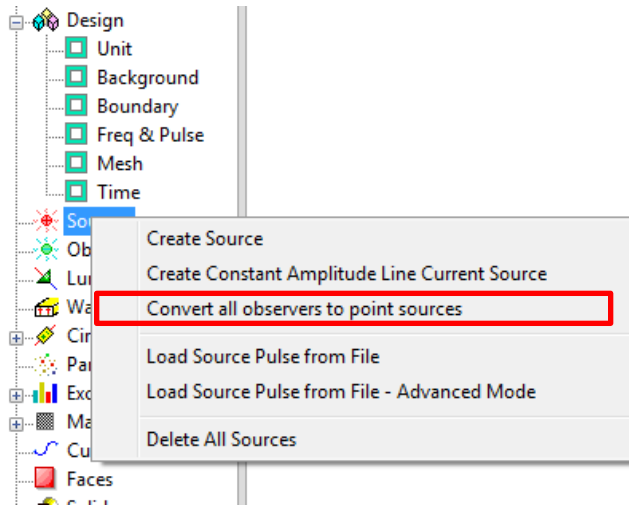 Design
Unit
Background
Boundary
Freq & Pulse
Mesh
Time
Create Source
Create Constant Amplitude Line Current Source
Convert all observers to point sources
Load Source Pulse from File
Load Source Pulse from File - Advanced Mode
Delete All Sources
Faces